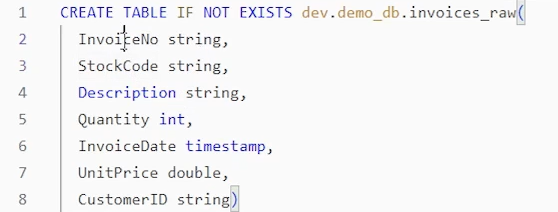 1 CREATE TABLE IF NOT EXISTS dev.demo_db.invoices_raw(
2 InvoiceNo string,
3 StockCode string,
4 Description string,
5 Quantity int,
6 InvoiceDate timestamp,
7 UnitPrice double,
8 CustomerID string)